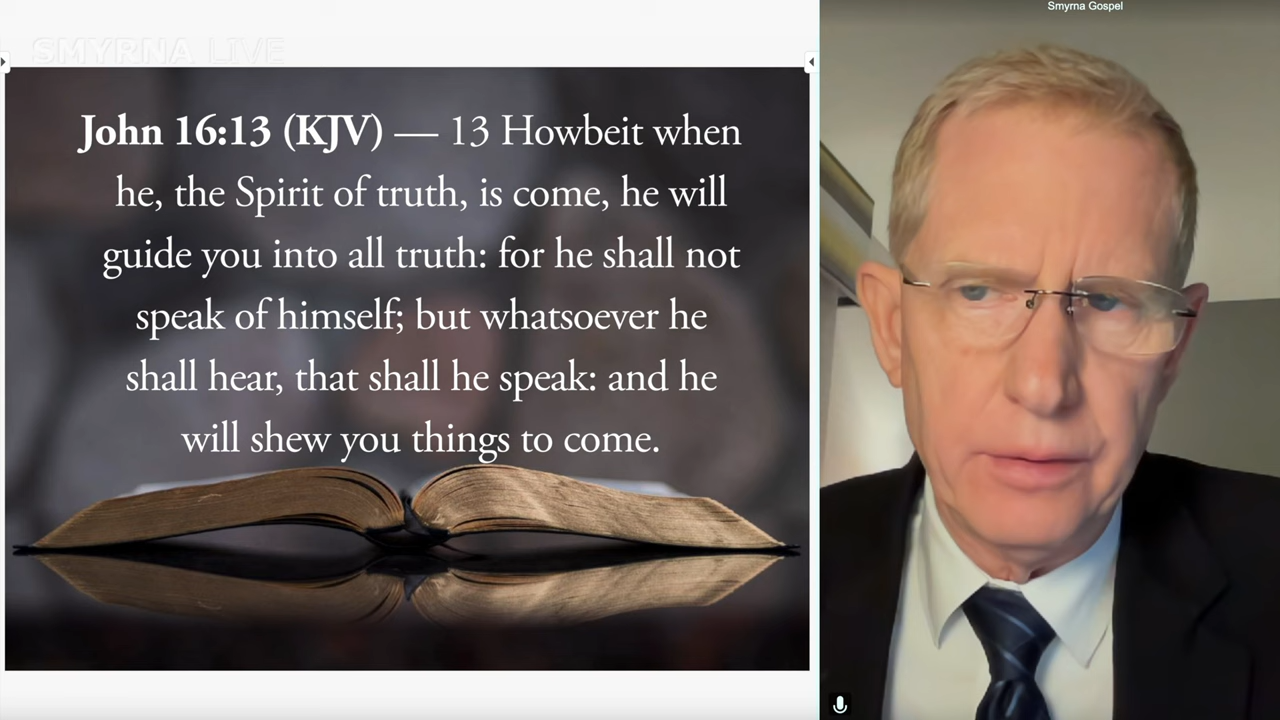 SMYRNA LIVE
John 16:13 (KJV) — 13 Howbeit when
he, the Spirit of truth, is come, he will
guide you into all truth: for he shall not
speak of himself; but whatsoever he
shall hear, that shall he speak: and he
will shew you things to come.
Smyrna Gospel